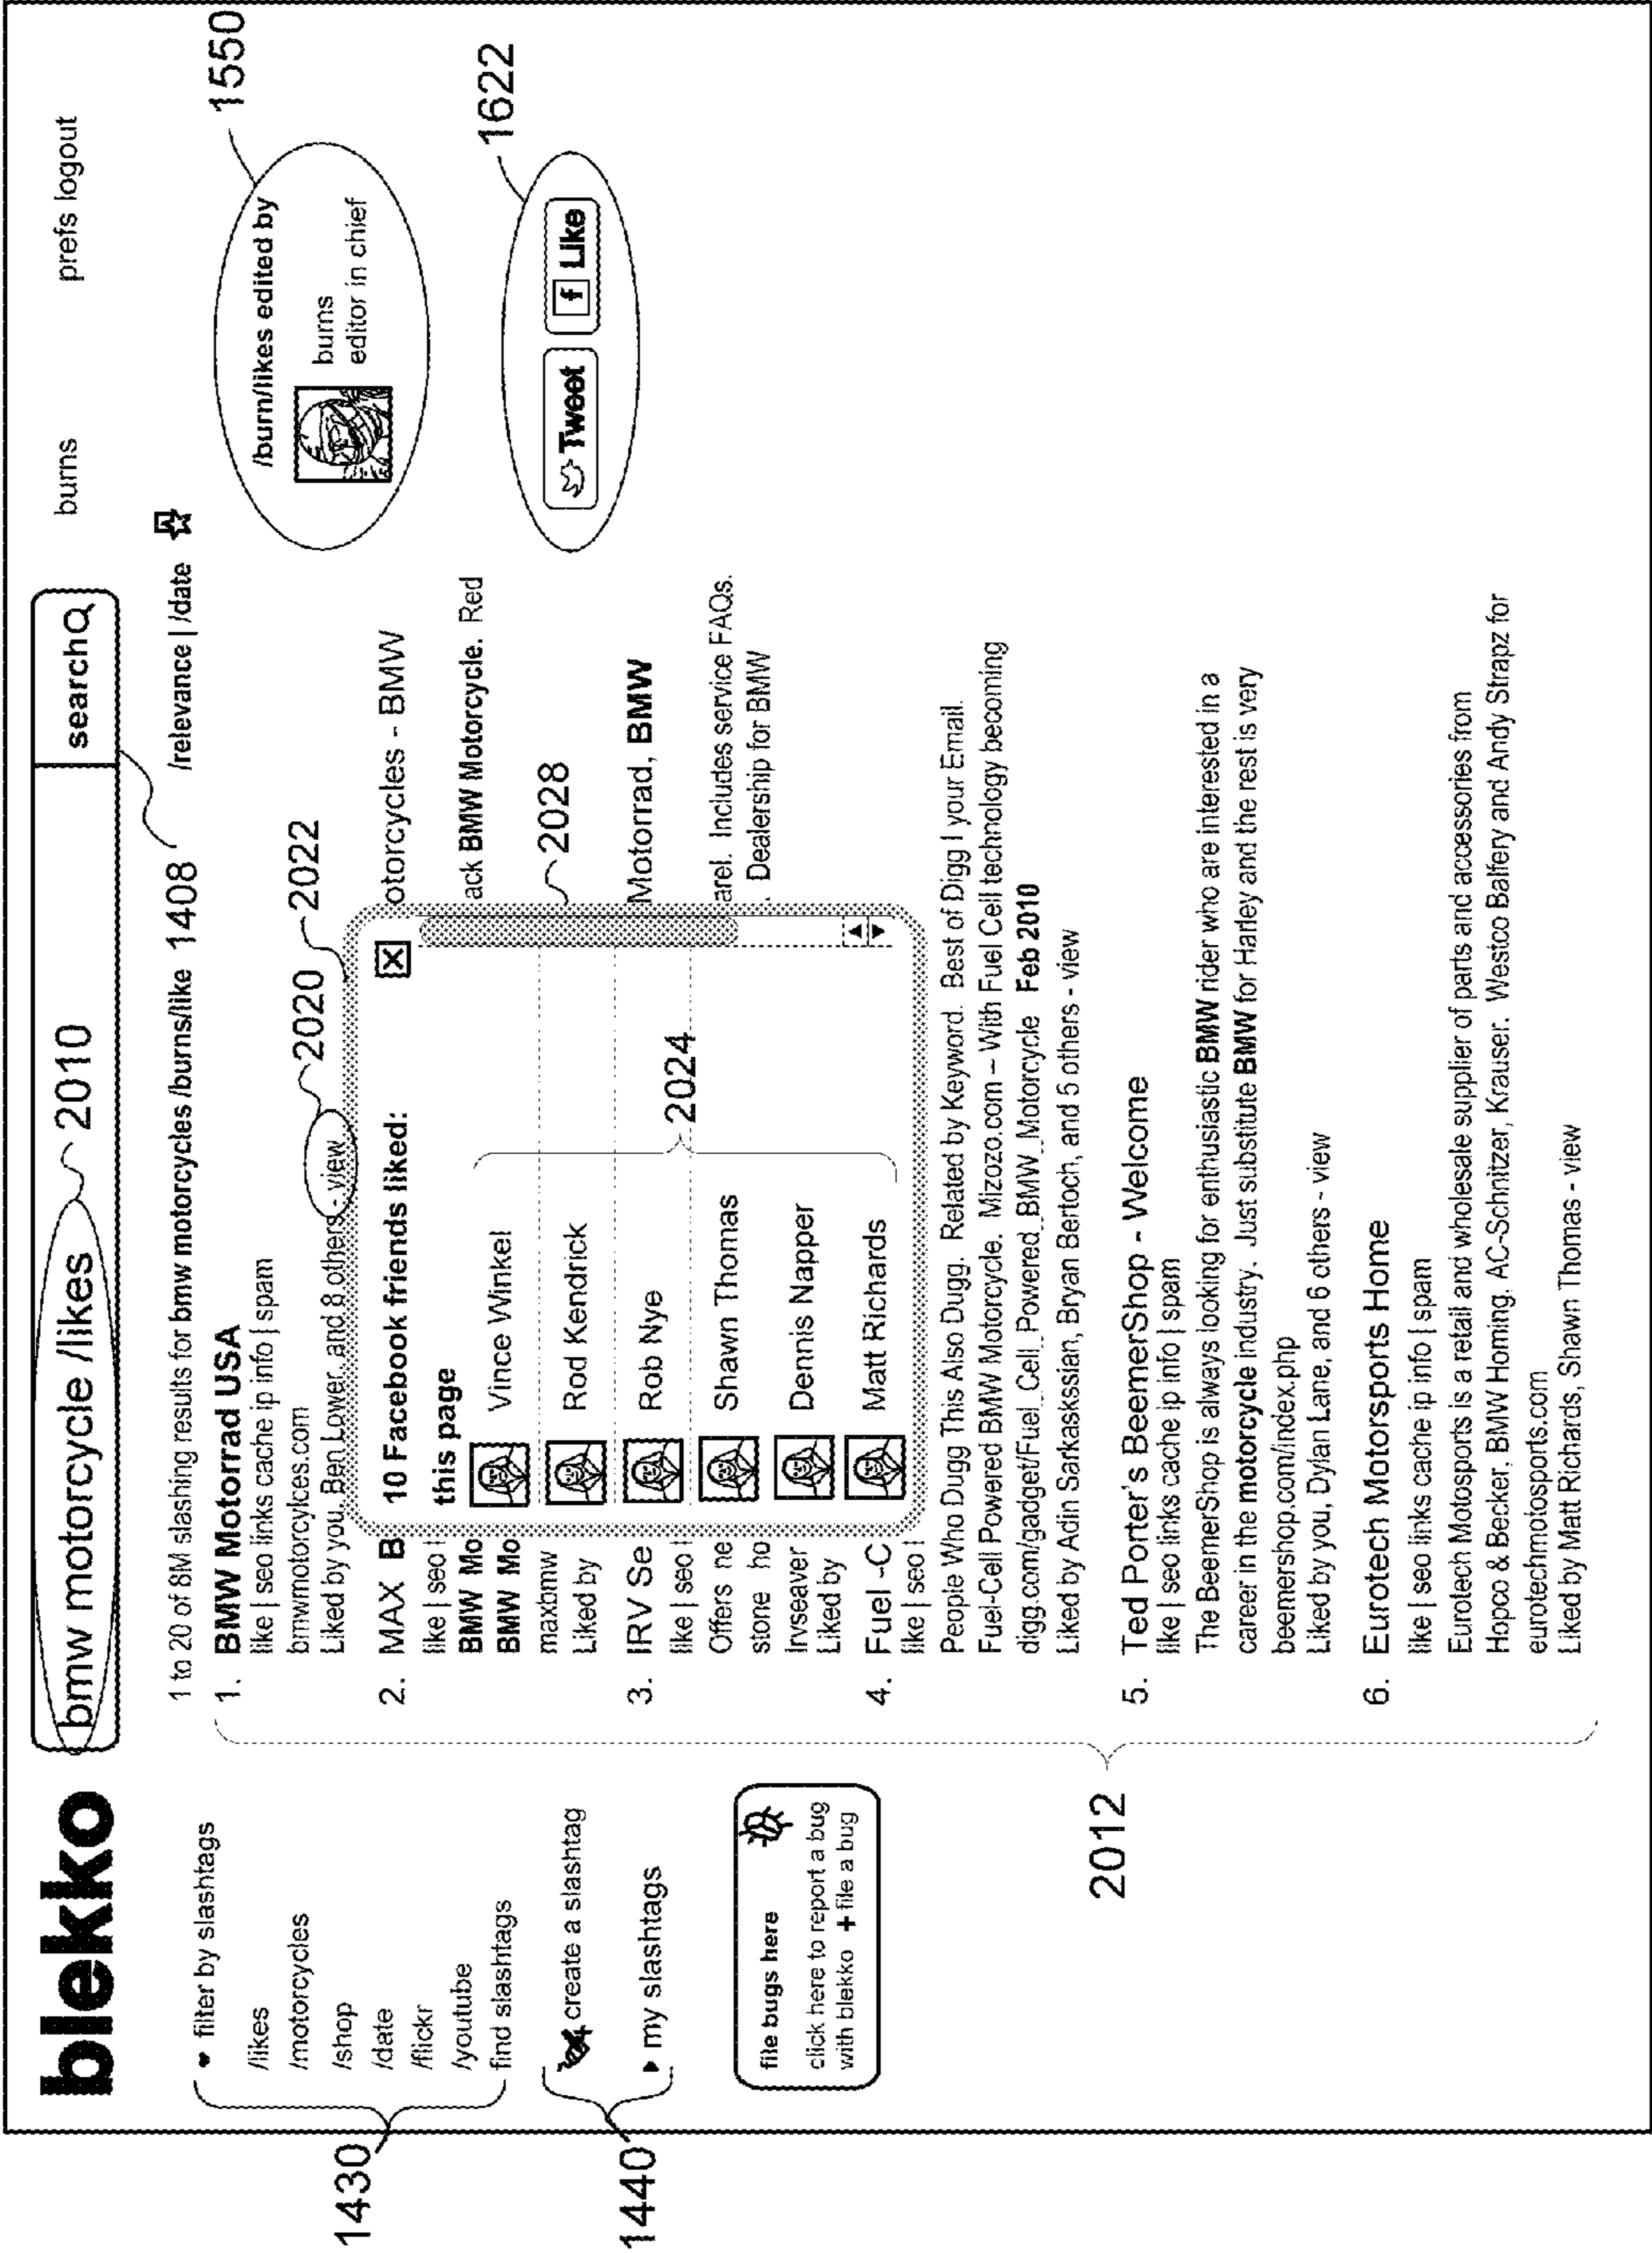 blekko
bmw motorcycle /likes
2010
search
burns
prefs logout
1 to 20 of 8M slashing results for bmw motorcycles /burns/like
1408
/relevance | /date
filter by slashtags
/likes
/motorcycles
/shop
/date
/flickr
/youtube
find slashtags
1430
create a slashtag
my slashtags
1440
file bugs here
click here to report a bug
with blekko + file a bug
2012
1. BMW Motorrad USA
like | seo links cache ip info | spam
bmwmotorcylces.com
Liked by you, Ben Lower, and 8 others - view
2020
2022
2. MAX B
otorcycles - BMW
like | seo l
BMW Mo
ack BMW Motorcycle. Red
BMW Mo
maxbmw
Liked by
3. IRV Se
Motorrad, BMW
like | seo l
Offers ne
arel. Includes service FAQs.
stone ho
Dealership for BMW
irvseaver
Liked by
4. Fuel -C
like | seo l
10 Facebook friends liked:
this page
X
Vince Winkel
Rod Kendrick
Rob Nye
Shawn Thomas
Dennis Napper
Matt Richards
2024
2028
People Who Dugg This Also Dugg. Related by Keyword. Best of Digg I your Email.
Fuel-Cell Powered BMW Motorcycle. Mizozo.com – With Fuel Cell technology becoming
digg.com/gadget/Fuel_Cell_Powered_BMW_Motorcycle Feb 2010
Liked by Adin Sarkaskssian, Bryan Bertoch, and 5 others - view
5. Ted Porter's BeemerShop - Welcome
like | seo links cache ip info | spam
The BeemerShop is always looking for enthusiastic BMW rider who are interested in a
career in the motorcycle industry. Just substitute BMW for Harley and the rest is very
beemershop.com/index.php
Liked by you, Dylan Lane, and 6 others - view
6. Eurotech Motorsports Home
like | seo links cache ip info | spam
Eurotech Motosports is a retail and wholesale supplier of parts and accessories from
Hopco & Becker, BMW Homing, AC-Schnitzer, Krauser. Westco Balfery and Andy Strapz for
eurotechmotosports.com
Liked by Matt Richards, Shawn Thomas - view
/burn/likes edited by
burns
editor in chief
1550
Tweet
f Like
1622